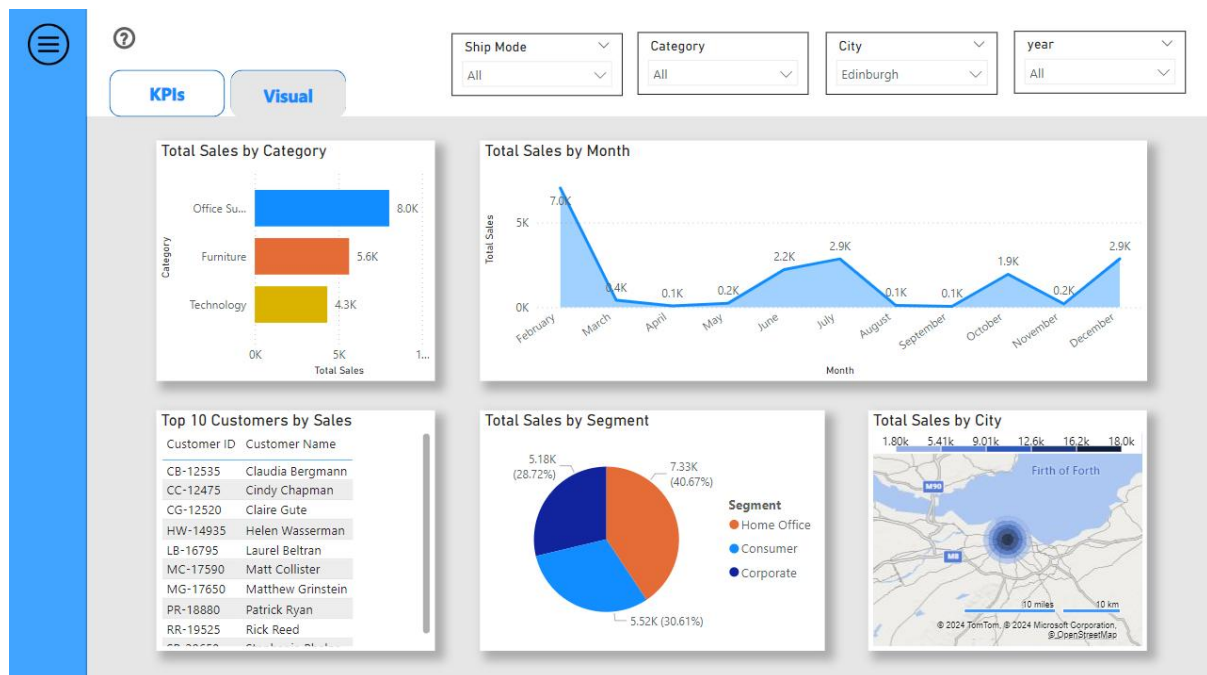 ?
Ship Mode
All
Category
All
City
Edinburgh
year
All
KPIs
Visual
Total Sales by Category
Category
Office Su...
8.0K
Furniture
5.6K
Technology
4.3K
0K 5K 1...
Total Sales
Total Sales by Month
Total Sales
5K
0K
7.0K
0.4K
0.1K
0.2K
2.2K
2.9K
0.1K
0.1K
1.9K
0.2K
2.9K
February March April May June July August September October November December
Month
Top 10 Customers by Sales
Customer ID Customer Name
CB-12535 Claudia Bergmann
CC-12475 Cindy Chapman
CG-12520 Claire Gute
HW-14935 Helen Wasserman
LB-16795 Laurel Beltran
MC-17590 Matt Collister
MG-17650 Matthew Grinstein
PR-18880 Patrick Ryan
RR-19525 Rick Reed
Total Sales by Segment
5.18K
(28.72%)
7.33K
(40.67%)
5.52K (30.61%)
Segment
Home Office
Consumer
Corporate
Total Sales by City
1.80k 5.41k 9.01k 12.6k 16.2k 18.0k
Firth of Forth
M90
M8
10 miles 10 km
© 2024 TomTom, © 2024 Microsoft Corporation,
© OpenStreetMap